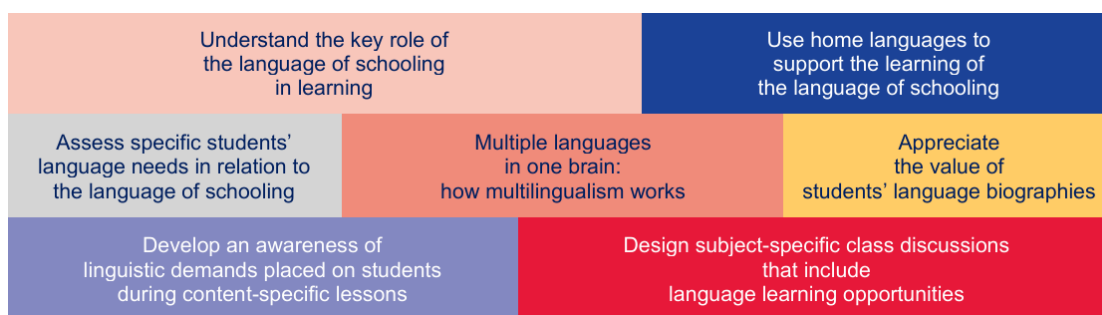 Understand the key role of
the language of schooling
in learning
Use home languages to
support the learning of
the language of schooling
Assess specific students’
language needs in relation to
the language of schooling
Multiple languages
in one brain:
how multilingualism works
Appreciate
the value of
students’ language biographies
Develop an awareness of
linguistic demands placed on students
during content-specific lessons
Design subject-specific class discussions
that include
language learning opportunities